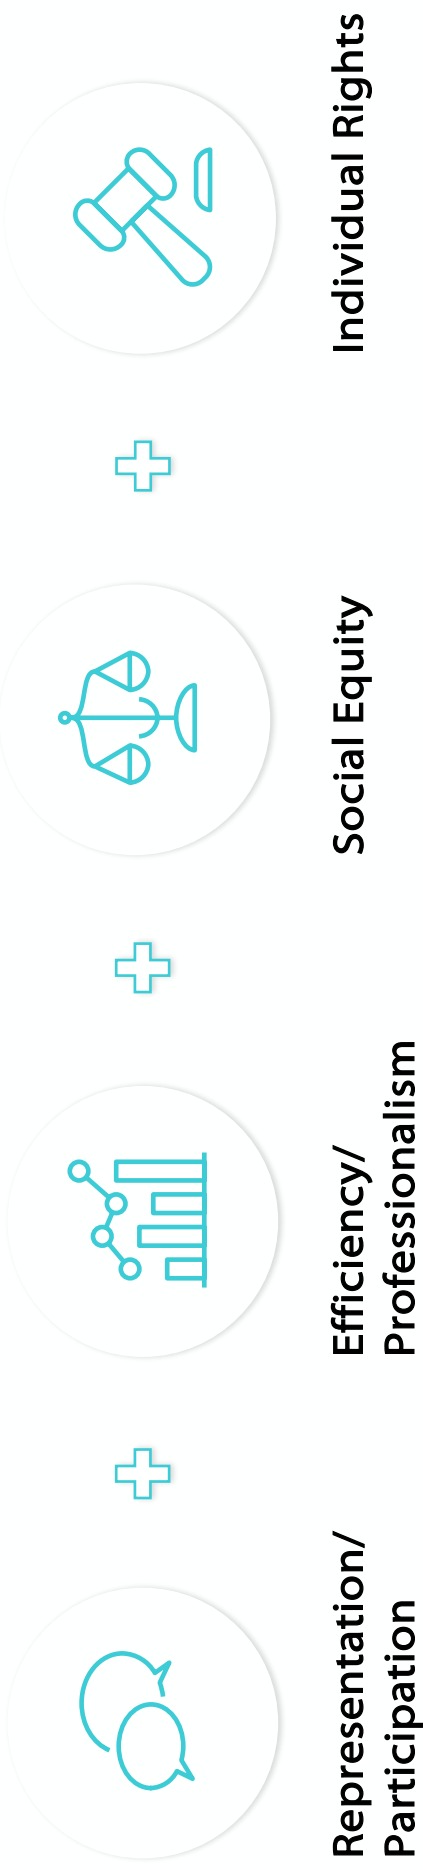 Representation/
Participation
Efficiency/
Professionalism
Social Equity
Individual Rights